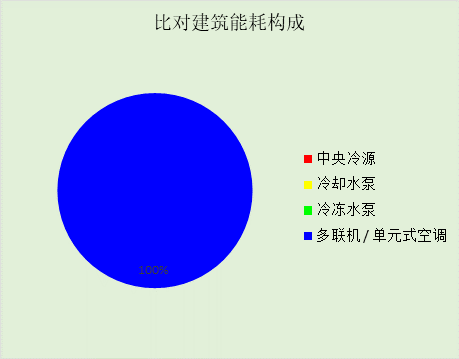 比对建筑能耗构成
中央冷源
冷却水泵
冷冻水泵
多联机/单元式空调
100%